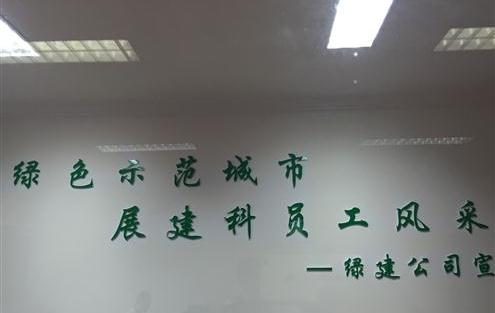 绿色示范城市
展建科员工风采
—绿建公司宣